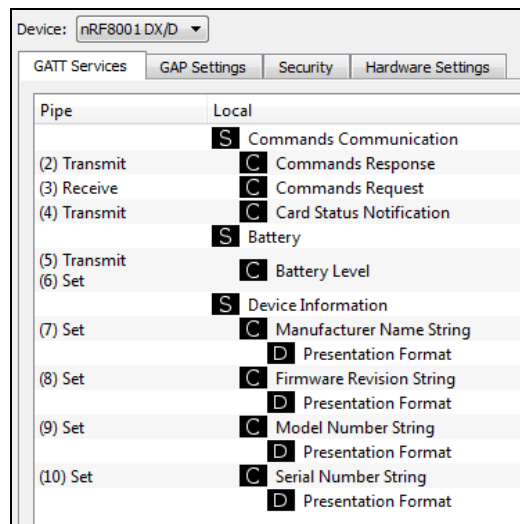 Device: nRF8001 DX/D
GATT Services GAP Settings Security Hardware Settings
Pipe Local
S Commands Communication
(2) Transmit C Commands Response
(3) Receive C Commands Request
(4) Transmit C Card Status Notification
S Battery
(5) Transmit
(6) Set C Battery Level
S Device Information
(7) Set C Manufacturer Name String
D Presentation Format
(8) Set C Firmware Revision String
D Presentation Format
(9) Set C Model Number String
D Presentation Format
(10) Set C Serial Number String
D Presentation Format